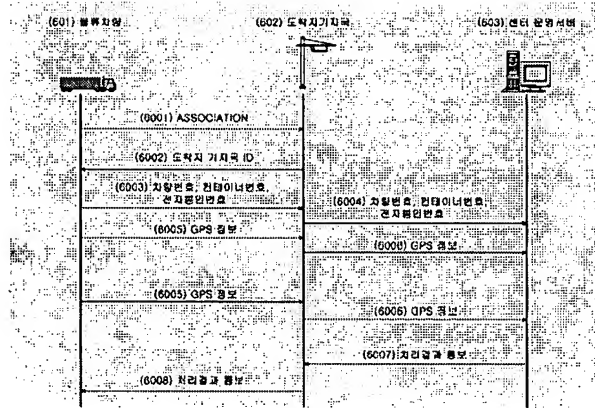 (601) 물류차량
(602) 도착지기지국
(603) 센터 운영서버
(6001) ASSOCIATION
(6002) 도착지 기지국 ID
(6003) 차량번호, 컨테이너번호,
전자봉인번호
(6004) 차량번호, 컨테이너번호,
전자봉인번호
(6005) GPS 정보
(6006) GPS 정보
(6005) GPS 정보
(6006) GPS 정보
(6007) 처리결과 통보
(6008) 처리결과 통보